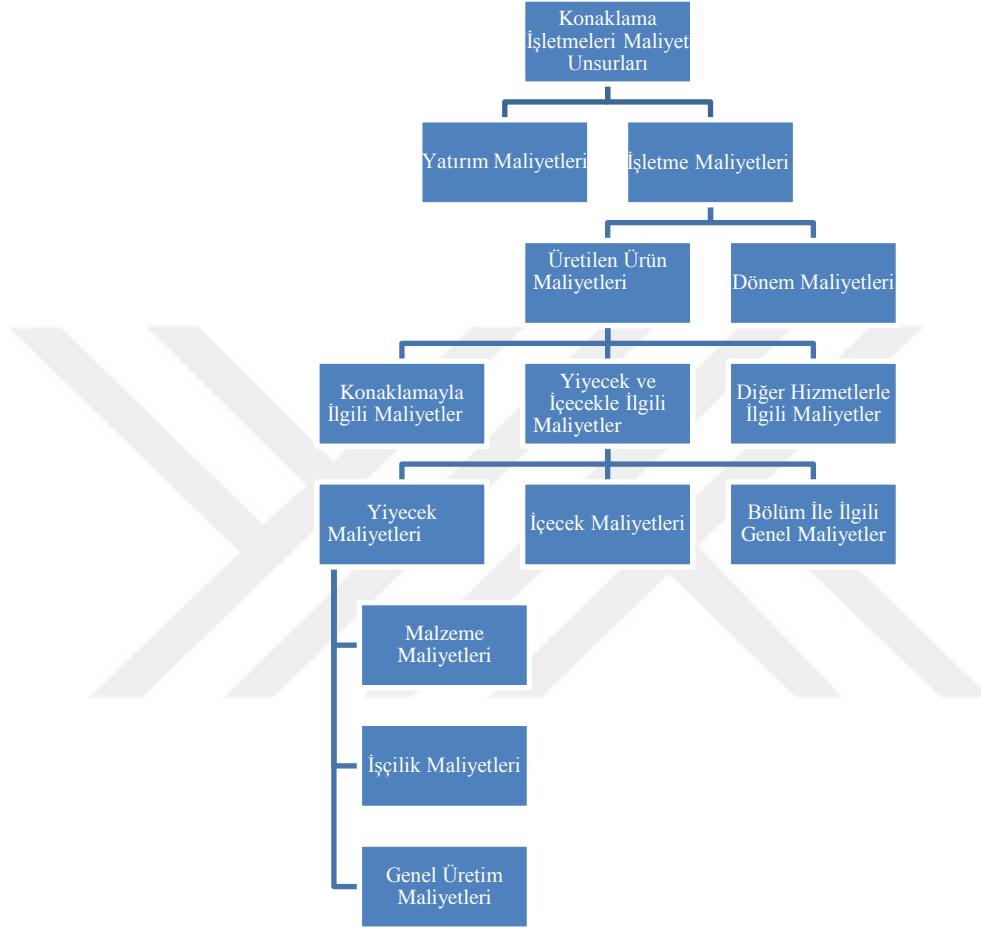 Konaklama
İşletmeleri Maliyet
Unsurları
Yatırım Maliyetleri
İşletme Maliyetleri
Üretilen Ürün
Maliyetleri
Dönem Maliyetleri
Konaklamayla
İlgili Maliyetler
Yiyecek ve
İçecekle İlgili
Maliyetler
Diğer Hizmetlerle
İlgili Maliyetler
Yiyecek
Maliyetleri
İçecek Maliyetleri
Bölüm İle İlgili
Genel Maliyetler
Malzeme
Maliyetleri
İşçilik Maliyetleri
Genel Üretim
Maliyetleri